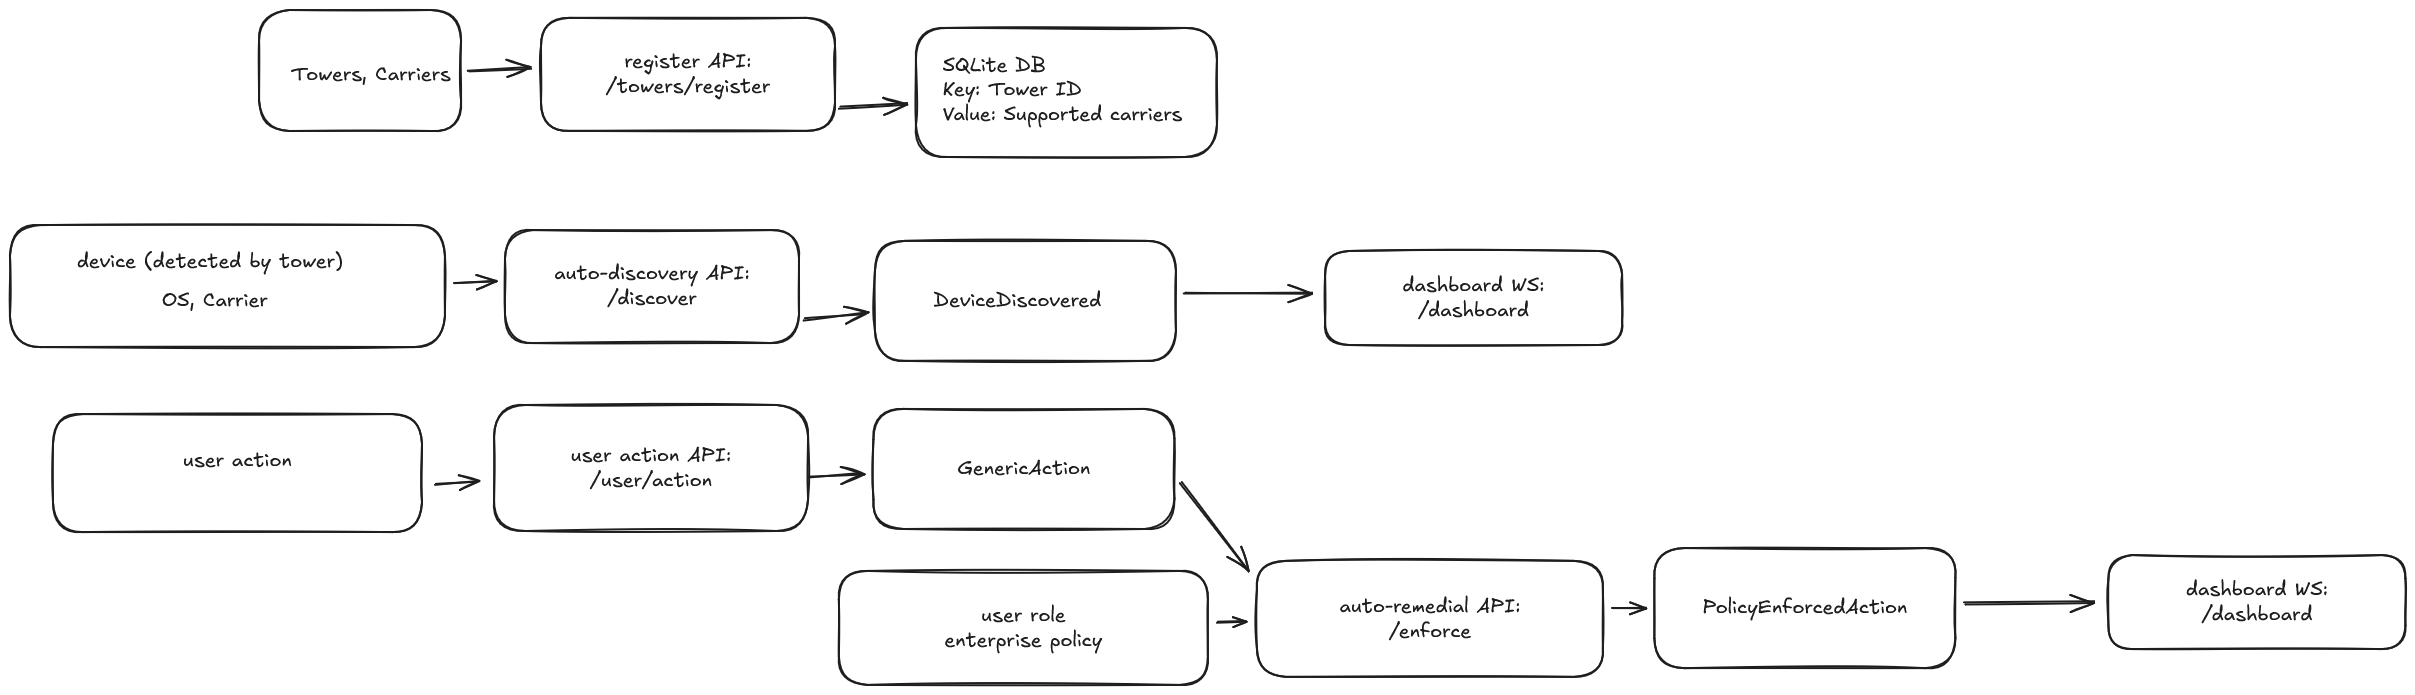 Towers, Carriers
register API:
/towers/register
SQLite DB
Key: Tower ID
Value: Supported carriers
device (detected by tower)
OS, Carrier
auto-discovery API:
/discover
DeviceDiscovered
dashboard WS:
/dashboard
user action
user action API:
/user/action
GenericAction
user role
enterprise policy
auto-remedial API:
/enforce
PolicyEnforcedAction
dashboard WS:
/dashboard